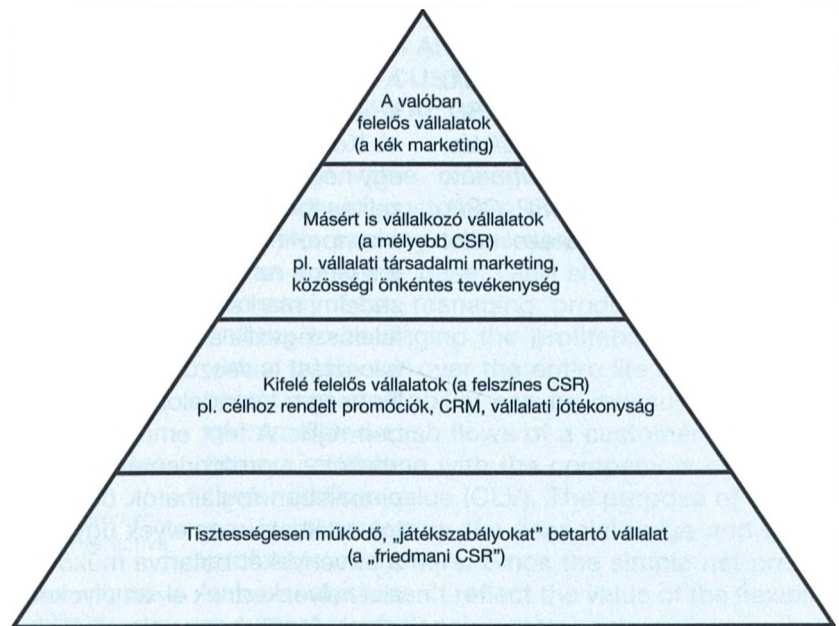 A valóban
felelős vállalatok
(a kék marketing)
Másért is vállalkozó vállalatok
(a mélyebb CSR)
pl. vállalati társadalmi marketing,
közösségi önkéntes tevékenység
Kifelé felelős vállalatok (a felszínes CSR)
pl. célhoz rendelt promóciók, CRM, vállalati jótékonyság
Tisztességesen működő, „játékszabályokat” betartó vállalat
(a „friedmani CSR”)